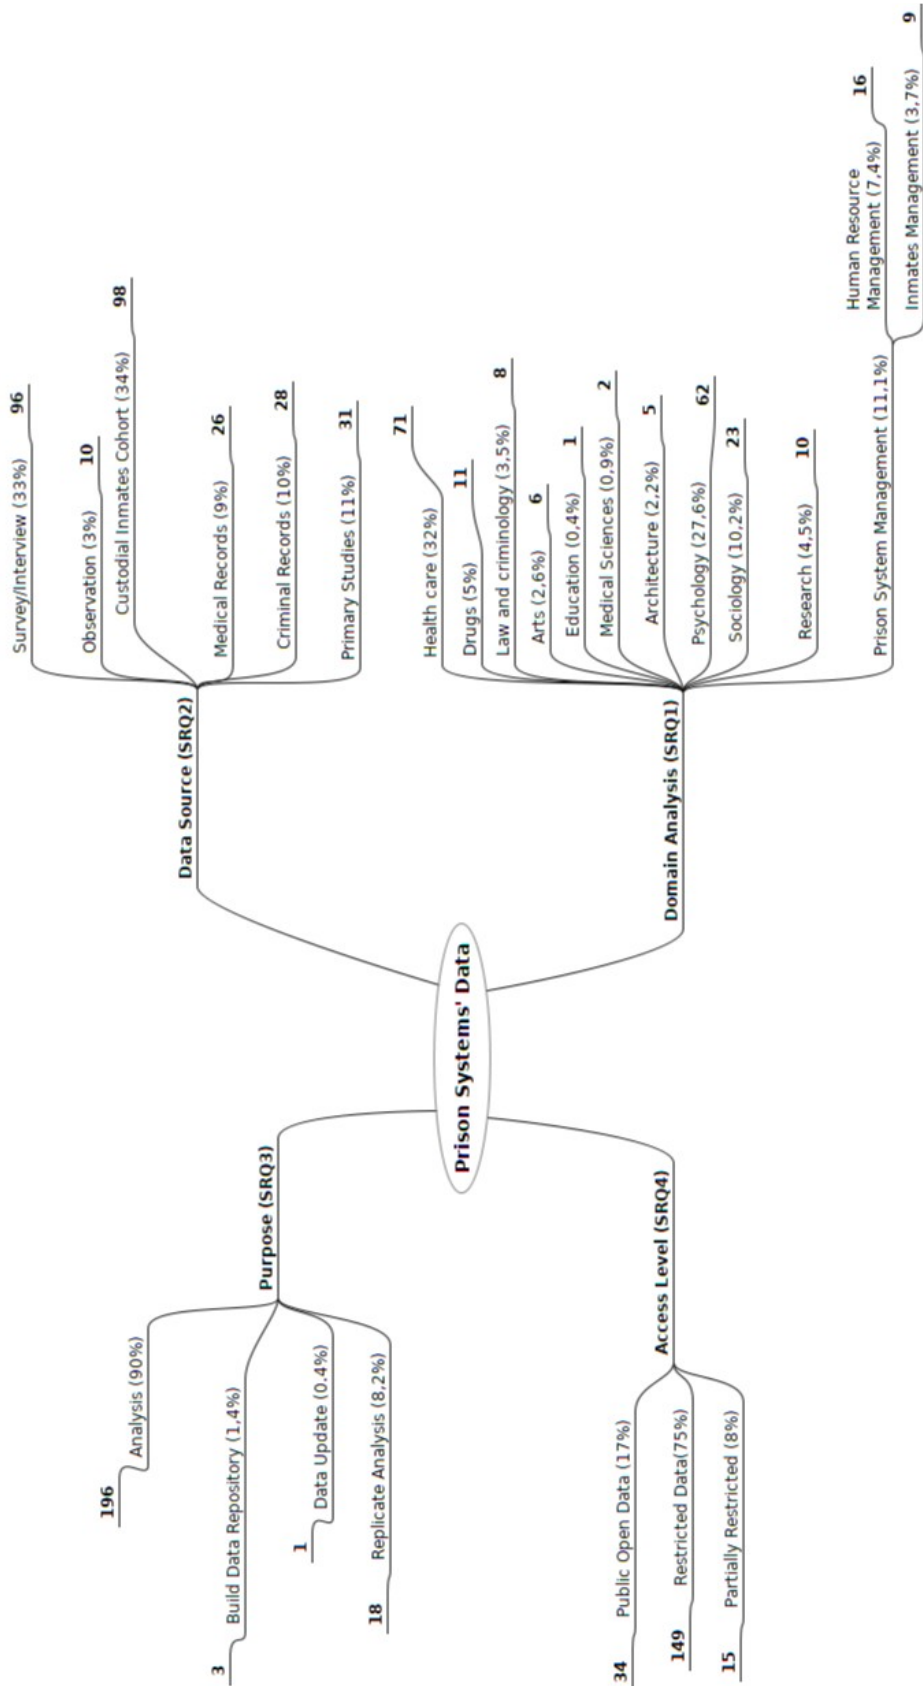 Prison Systems' Data
Purpose (SRQ3)
Analysis (90%)
196
Build Data Repository (1,4%)
3
Data Update (0.4%)
1
Replicate Analysis (8,2%)
18
Access Level (SRQ4)
Public Open Data (17%)
34
Restricted Data(75%)
149
Partially Restricted (8%)
15
Data Source (SRQ2)
Survey/Interview (33%)
96
Observation (3%)
10
Custodial Inmates Cohort (34%)
98
Medical Records (9%)
26
Criminal Records (10%)
28
Primary Studies (11%)
31
Domain Analysis (SRQ1)
Health care (32%)
71
Drugs (5%)
11
Law and criminology (3,5%)
8
Arts (2,6%)
6
Education (0,4%)
1
Medical Sciences (0,9%)
2
Architecture (2,2%)
5
Psychology (27,6%)
62
Sociology (10,2%)
23
Research (4,5%)
10
Prison System Management (11,1%)
Human Resource
Management (7,4%)
16
Inmates Management (3,7%)
9